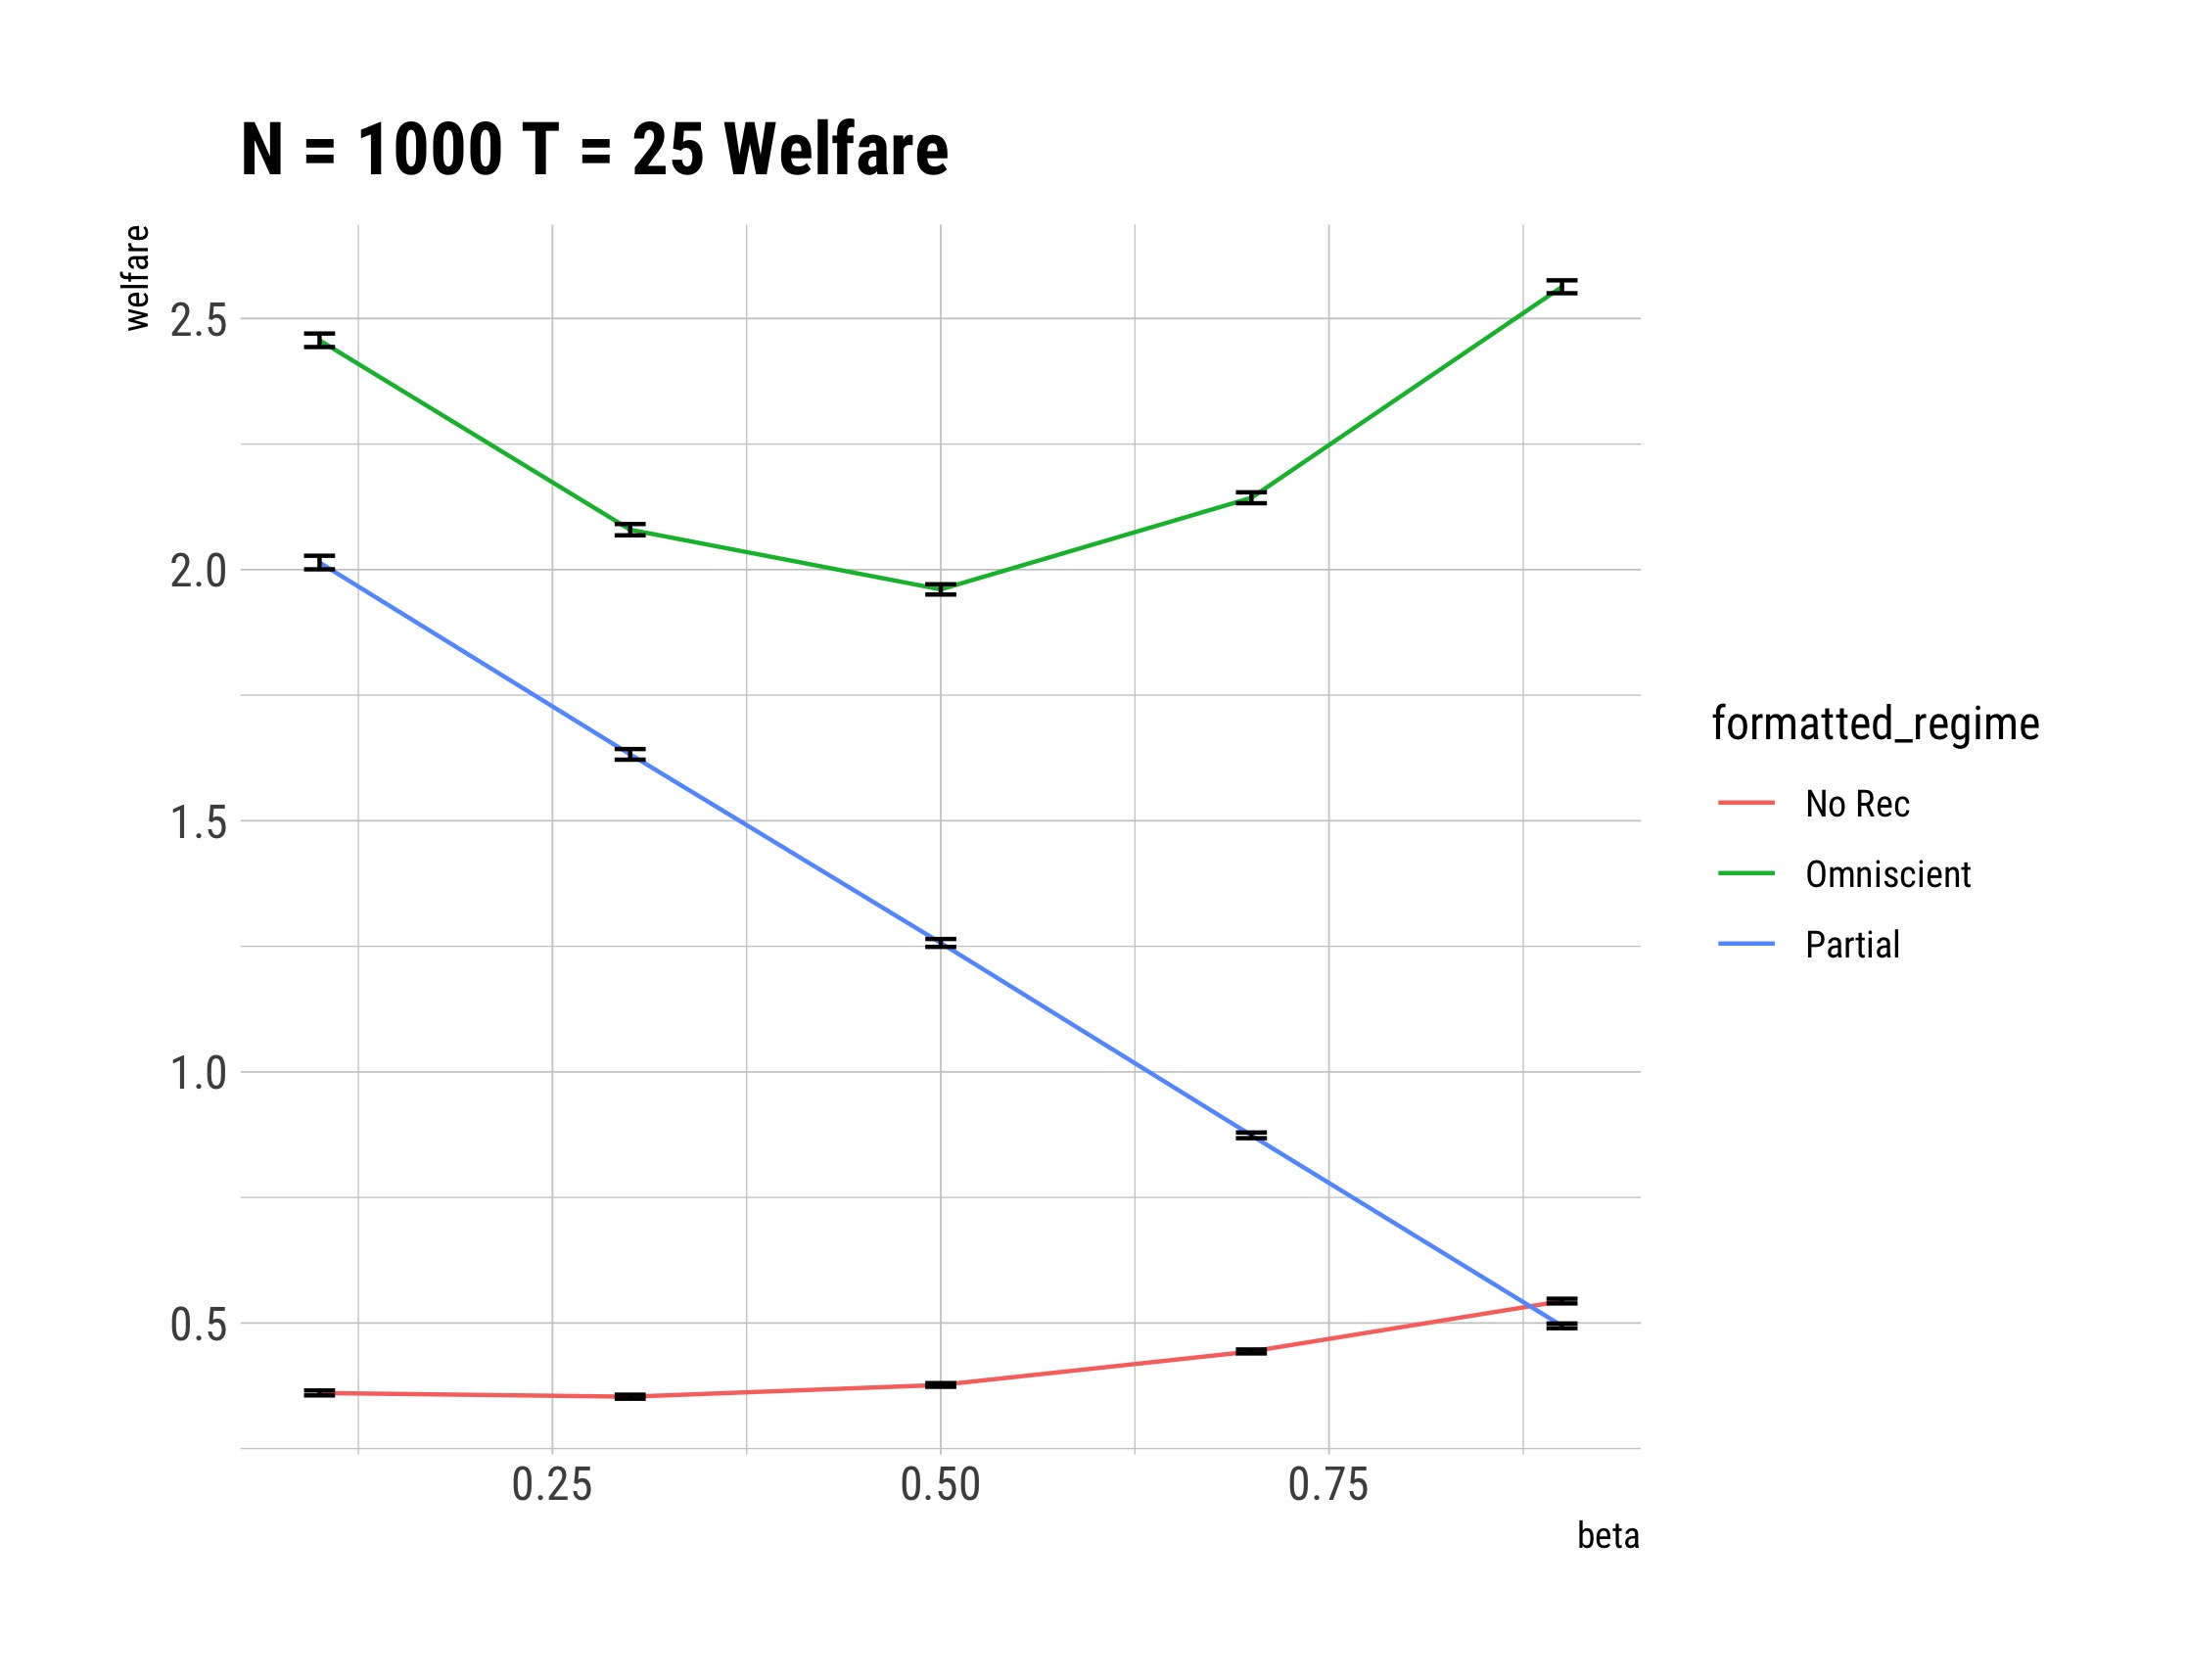 N = 1000 T = 25 Welfare
welfare
2.5
2.0
1.5
1.0
0.5
0.25
0.50
0.75
beta
formatted_regime
No Rec
Omniscient
Partial